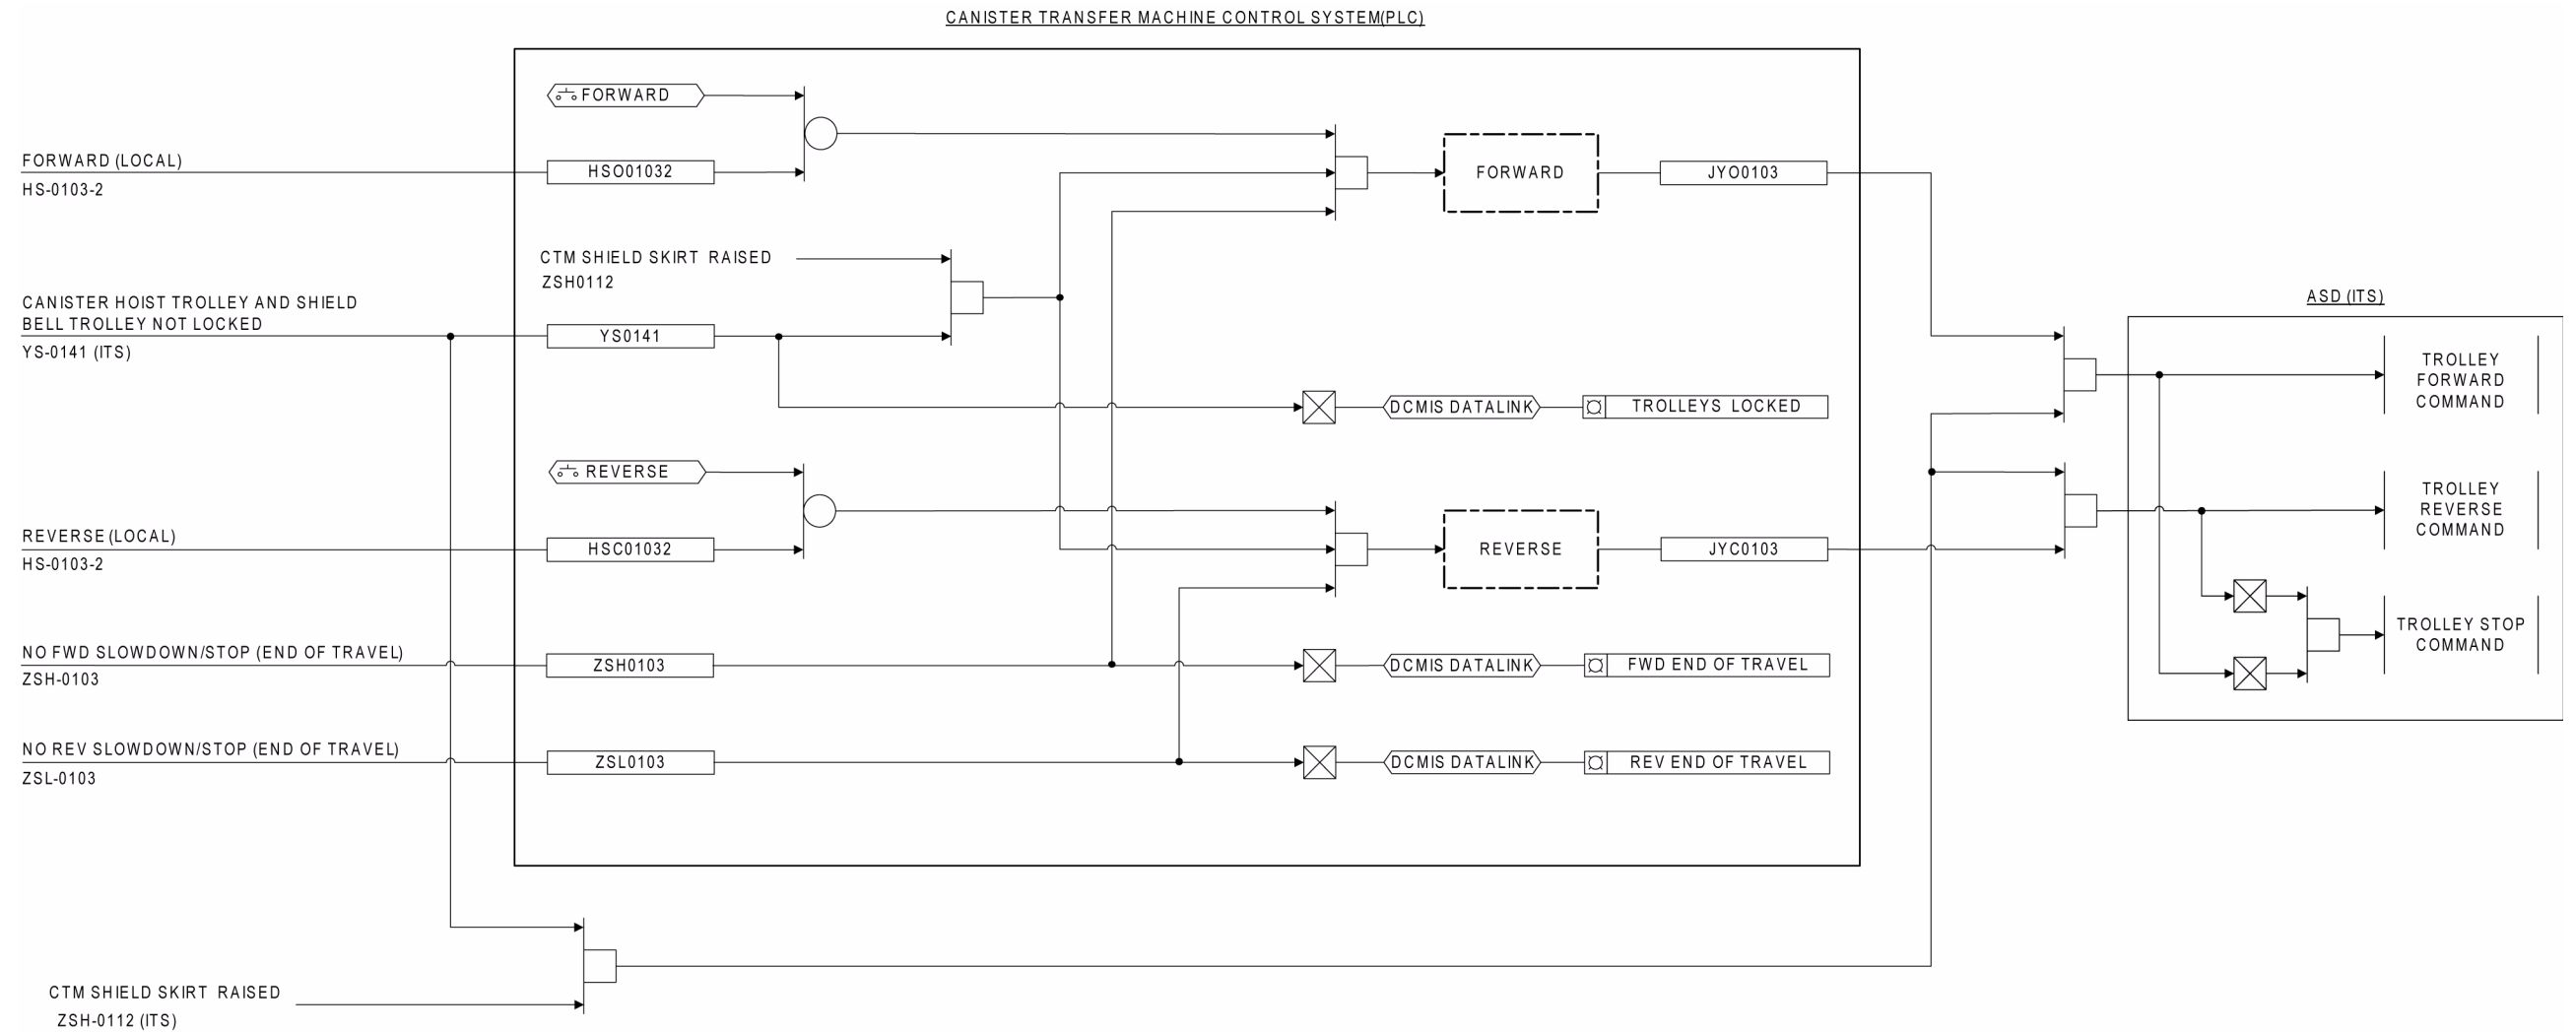 CANISTER TRANSFER MACHINE CONTROL SYSTEM(PLC)
FORWARD
FORWARD (LOCAL)
HS-0103-2
HSO01032
FORWARD
JYO0103
CTM SHIELD SKIRT RAISED
ZSH0112
CANISTER HOIST TROLLEY AND SHIELD
BELL TROLLEY NOT LOCKED
YS-0141 (ITS)
YS0141
DCMIS DATALINK
TROLLEYS LOCKED
REVERSE
REVERSE (LOCAL)
HS-0103-2
HSC01032
REVERSE
JYC0103
NO FWD SLOWDOWN/STOP (END OF TRAVEL)
ZSH-0103
ZSH0103
DCMIS DATALINK
FWD END OF TRAVEL
NO REV SLOWDOWN/STOP (END OF TRAVEL)
ZSL-0103
ZSL0103
DCMIS DATALINK
REV END OF TRAVEL
CTM SHIELD SKIRT RAISED
ZSH-0112 (ITS)
ASD (ITS)
TROLLEY
FORWARD
COMMAND
TROLLEY
REVERSE
COMMAND
TROLLEY STOP
COMMAND